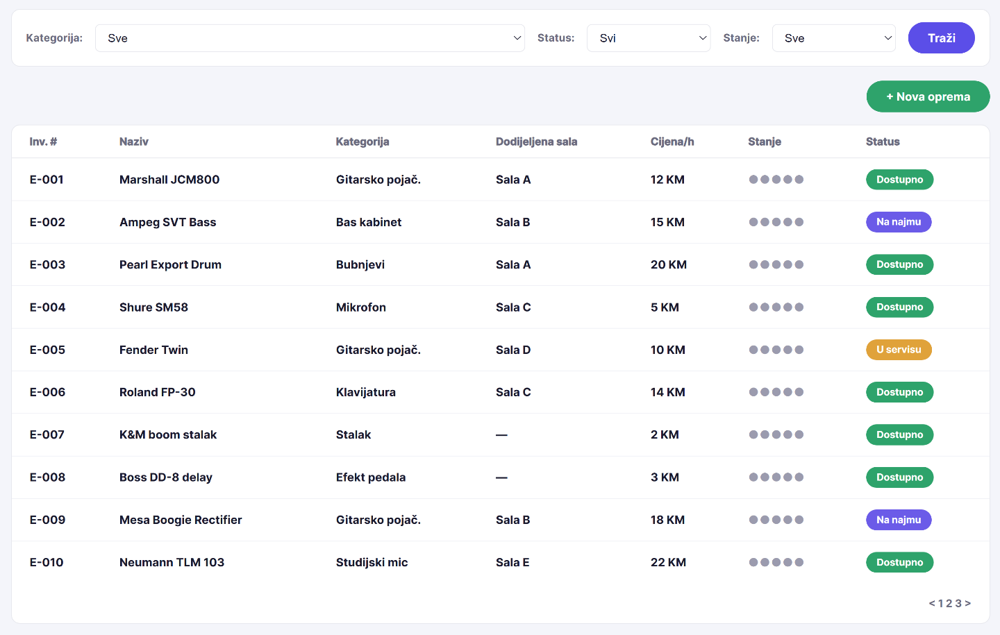 Kategorija: Sve Status: Svi Stanje: Sve Traži
+ Nova oprema
Inv. # Naziv Kategorija Dodijeljena sala Cijena/h Stanje Status
E-001 Marshall JCM800 Gitarsko pojač. Sala A 12 KM Dostupno
E-002 Ampeg SVT Bass Bas kabinet Sala B 15 KM Na najmu
E-003 Pearl Export Drum Bubnjevi Sala A 20 KM Dostupno
E-004 Shure SM58 Mikrofon Sala C 5 KM Dostupno
E-005 Fender Twin Gitarsko pojač. Sala D 10 KM U servisu
E-006 Roland FP-30 Klavijatura Sala C 14 KM Dostupno
E-007 K&M boom stalak Stalak — 2 KM Dostupno
E-008 Boss DD-8 delay Efekt pedala — 3 KM Dostupno
E-009 Mesa Boogie Rectifier Gitarsko pojač. Sala B 18 KM Na najmu
E-010 Neumann TLM 103 Studijski mic Sala E 22 KM Dostupno
< 1 2 3 >